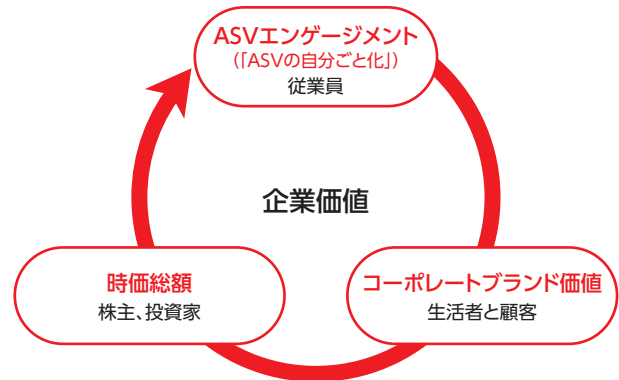 ASVエンゲージメント
(「ASVの自分ごと化」)
従業員
企業価値
時価総額
株主、投資家
コーポレートブランド価値
生活者と顧客